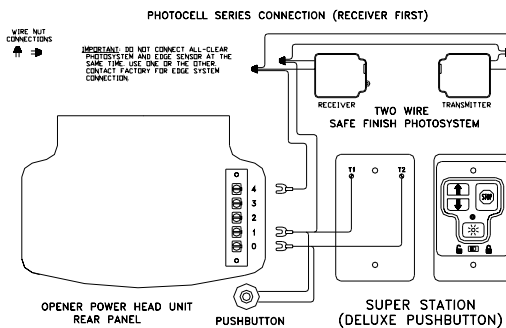 PHOTOCELL SERIES CONNECTION (RECEIVER FIRST)
WIRE NUT
CONNECTIONS
IMPORTANT: DO NOT CONNECT ALL-CLEAR
PHOTOSYSTEM AND EDGE SENSOR AT THE
SAME TIME. USE ONE OR THE OTHER.
CONTACT FACTORY FOR EDGE SYSTEM
CONNECTION.
RECEIVER
TRANSMITTER
TWO WIRE
SAFE FINISH PHOTOSYSTEM
T1
T2
4
3
2
1
0
STOP
OPENER POWER HEAD UNIT
REAR PANEL
PUSHBUTTON
SUPER STATION
(DELUXE PUSHBUTTON)